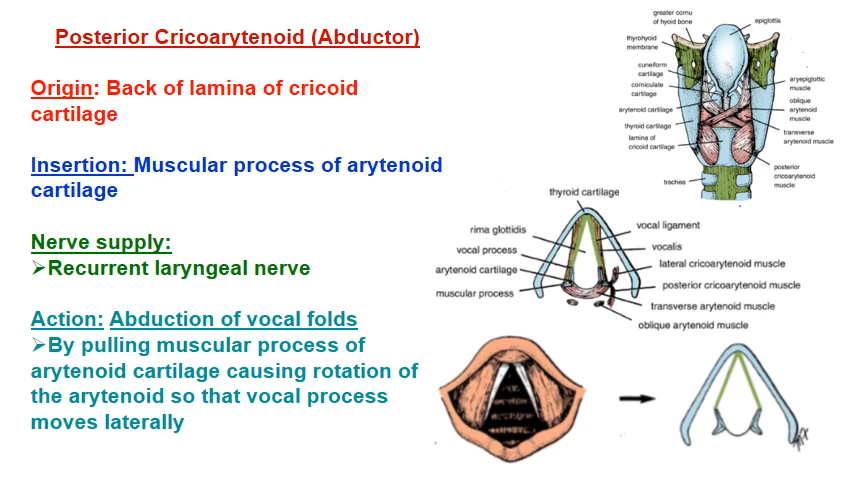 Posterior Cricoarytenoid (Abductor)
Origin: Back of lamina of cricoid
cartilage
Insertion: Muscular process of arytenoid
cartilage
Nerve supply:
➢Recurrent laryngeal nerve
Action: Abduction of vocal folds
➢By pulling muscular process of
arytenoid cartilage causing rotation of
the arytenoid so that vocal process
moves laterally
greater cornu
of hyoid bone
epiglottis
thyrohyoid
membrane
cuneiform
cartilage
corniculate
cartilage
arytenoid cartilage
thyroid cartilage
lamina of
cricoid cartilage
trachea
aryepiglottic
muscle
oblique
arytenoid
muscle
transverse
arytenoid muscle
posterior
cricoarytenoid
muscle
thyroid cartilage
rima glottidis
vocal process
arytenoid cartilage
muscular process
vocal ligament
vocalis
lateral cricoarytenoid muscle
posterior cricoarytenoid muscle
transverse arytenoid muscle
oblique arytenoid muscle